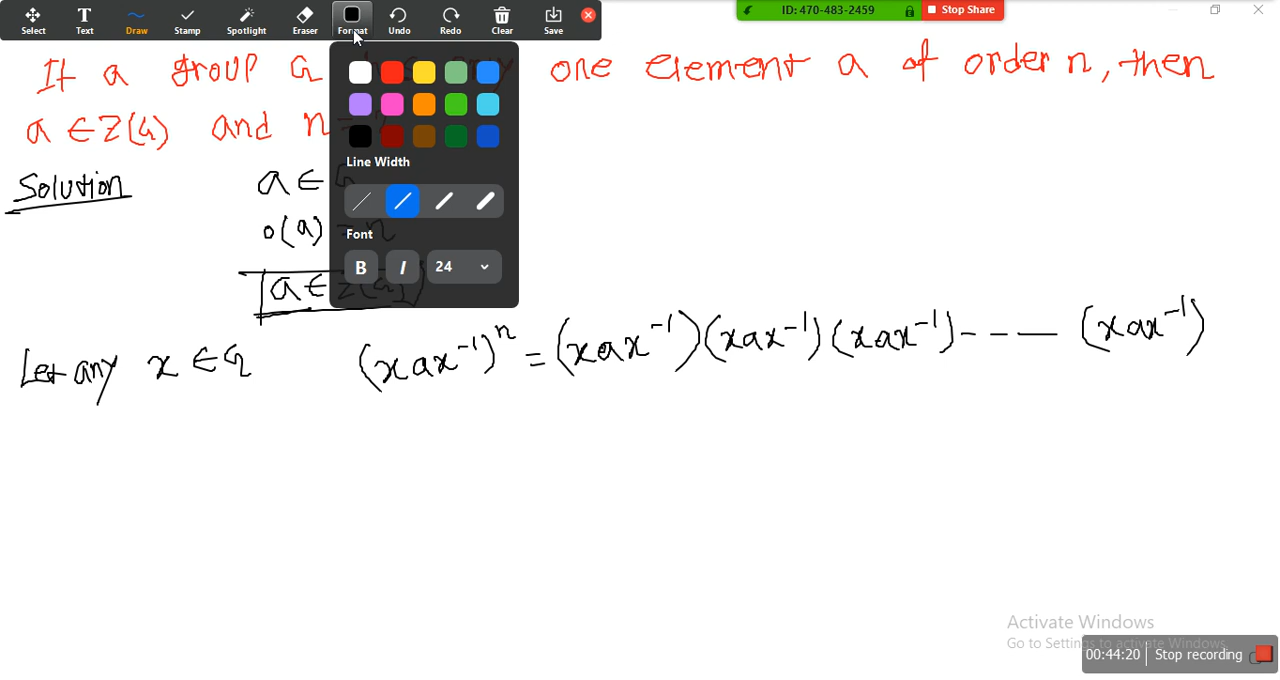 Select Text Draw Stamp Spotlight Eraser Format Undo Redo Clear Save
ID: 470-483-2459 Stop Share
If a group G one element a of order n, then
a ∈ Z(G) and n
Solution
a ∈ G
o(a) = n
a ∈ Z(G)
Line Width
Font
B I 24
Let any x ∈ G (xax⁻¹)ⁿ = (xax⁻¹)(xax⁻¹)(xax⁻¹)- - — (xax⁻¹)
Activate Windows
Go to Settings to activate Windows.
00:44:20 Stop recording